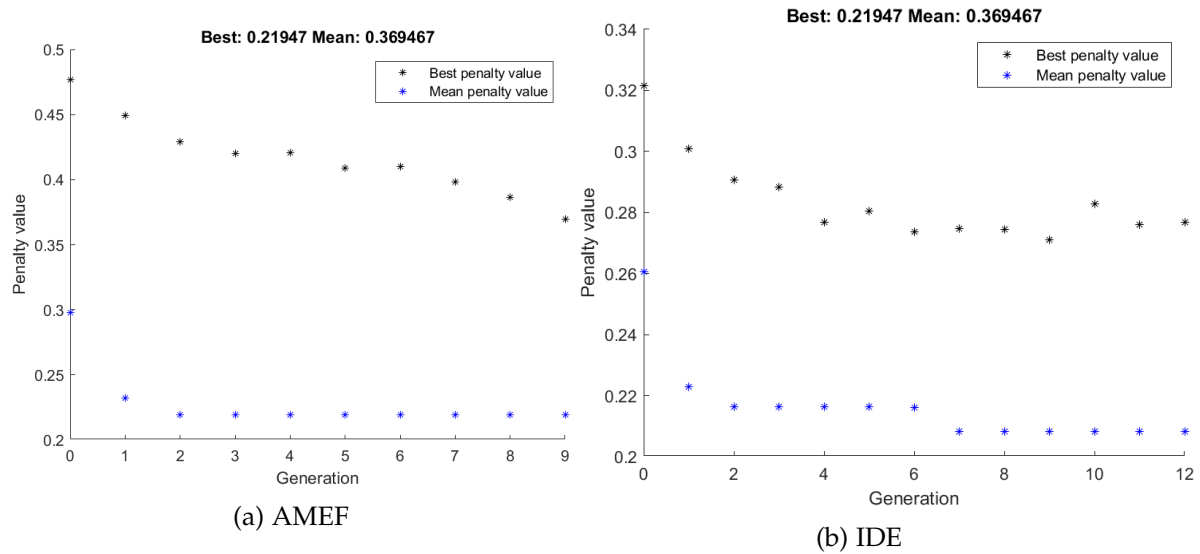 Best: 0.21947 Mean: 0.369467
0.5
0.45
0.4
0.35
0.3
0.25
0.2
Penalty value
Best penalty value
Mean penalty value
0 1 2 3 4 5 6 7 8 9
Generation
(a) AMEF
Best: 0.21947 Mean: 0.369467
0.34
0.32
0.3
0.28
0.26
0.24
0.22
0.2
Penalty value
Best penalty value
Mean penalty value
0 2 4 6 8 10 12
Generation
(b) IDE